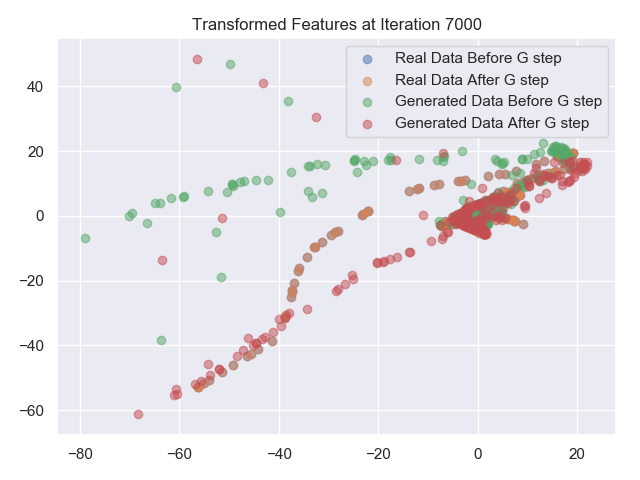 Transformed Features at Iteration 7000
Real Data Before G step
Real Data After G step
Generated Data Before G step
Generated Data After G step
40
20
0
−20
−40
−60
−80 −60 −40 −20 0 20